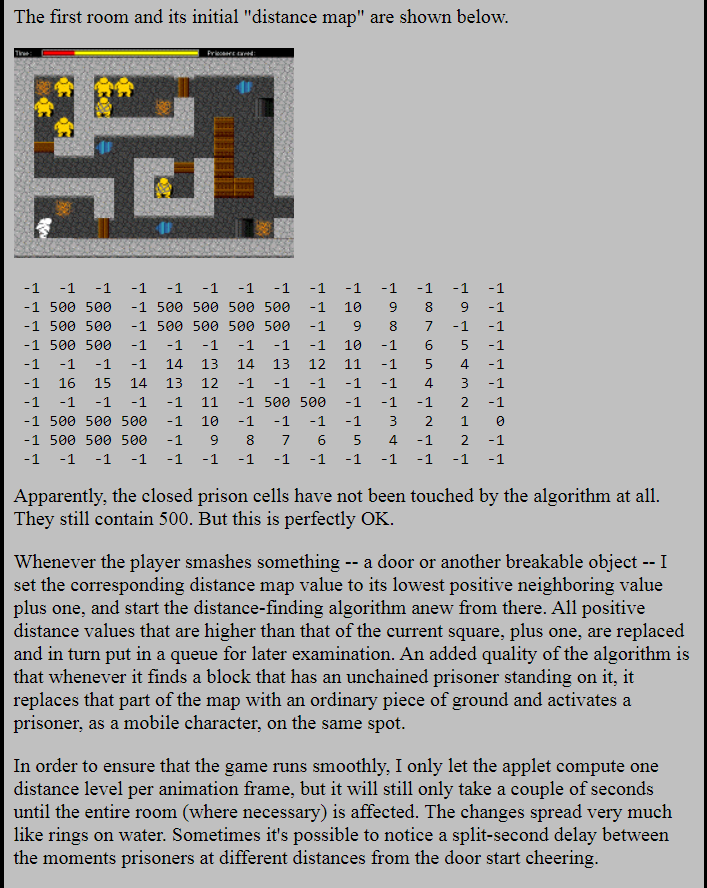 The first room and its initial "distance map" are shown below.
Time: Prisoners saved:
-1 -1 -1 -1 -1 -1 -1 -1 -1 -1 -1 -1 -1 -1
-1 500 500 -1 500 500 500 500 -1 10 9 8 9 -1
-1 500 500 -1 500 500 500 500 -1 9 8 7 -1 -1
-1 500 500 -1 -1 -1 -1 -1 -1 10 -1 6 5 -1
-1 -1 -1 -1 14 13 14 13 12 11 -1 5 4 -1
-1 16 15 14 13 12 -1 -1 -1 -1 -1 4 3 -1
-1 -1 -1 -1 -1 11 -1 500 500 -1 -1 -1 2 -1
-1 500 500 500 -1 10 -1 -1 -1 -1 3 2 1 0
-1 500 500 500 -1 9 8 7 6 5 4 -1 2 -1
-1 -1 -1 -1 -1 -1 -1 -1 -1 -1 -1 -1 -1 -1
Apparently, the closed prison cells have not been touched by the algorithm at all.
They still contain 500. But this is perfectly OK.
Whenever the player smashes something -- a door or another breakable object -- I
set the corresponding distance map value to its lowest positive neighboring value
plus one, and start the distance-finding algorithm anew from there. All positive
distance values that are higher than that of the current square, plus one, are replaced
and in turn put in a queue for later examination. An added quality of the algorithm is
that whenever it finds a block that has an unchained prisoner standing on it, it
replaces that part of the map with an ordinary piece of ground and activates a
prisoner, as a mobile character, on the same spot.
In order to ensure that the game runs smoothly, I only let the applet compute one
distance level per animation frame, but it will still only take a couple of seconds
until the entire room (where necessary) is affected. The changes spread very much
like rings on water. Sometimes it's possible to notice a split-second delay between
the moments prisoners at different distances from the door start cheering.